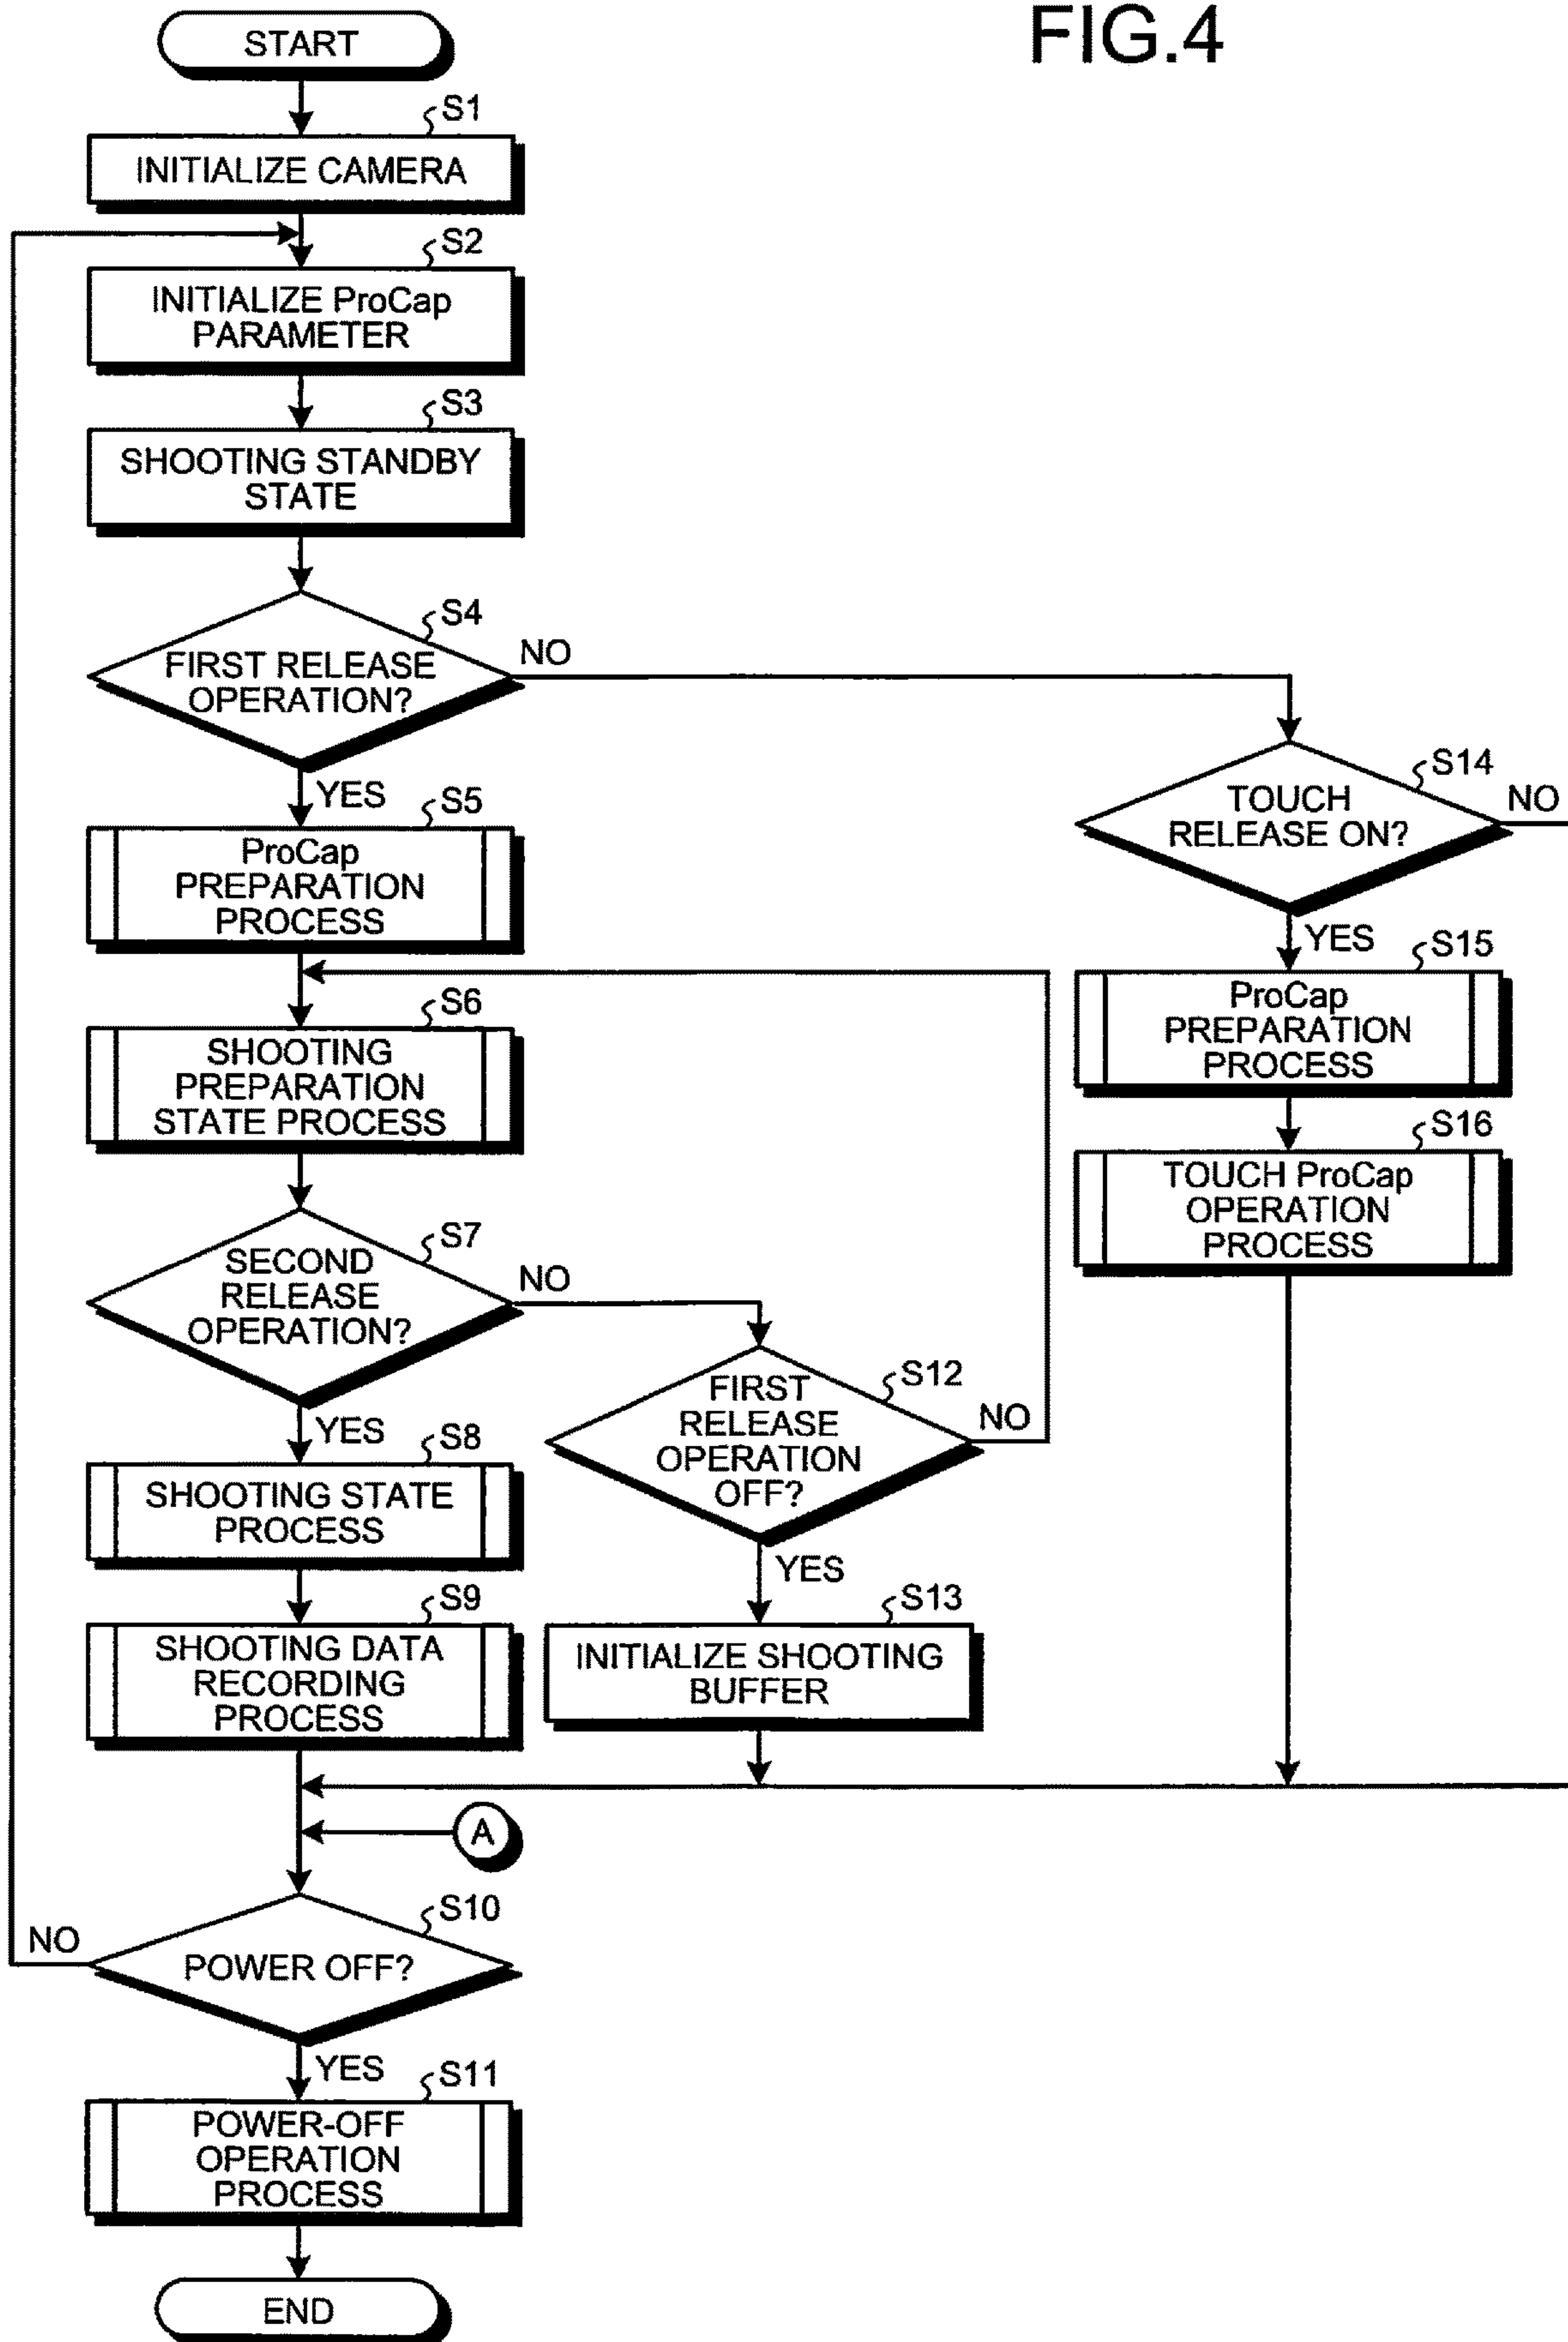 FIG.4
START
S1
INITIALIZE CAMERA
S2
INITIALIZE ProCap
PARAMETER
S3
SHOOTING STANDBY
STATE
S4
FIRST RELEASE
OPERATION?
NO
YES
S5
ProCap
PREPARATION
PROCESS
S6
SHOOTING
PREPARATION
STATE PROCESS
S7
SECOND
RELEASE
OPERATION?
NO
YES
S8
SHOOTING STATE
PROCESS
S9
SHOOTING DATA
RECORDING
PROCESS
A
S10
POWER OFF?
NO
YES
S11
POWER-OFF
OPERATION
PROCESS
END
S12
FIRST
RELEASE
OPERATION
OFF?
NO
YES
S13
INITIALIZE SHOOTING
BUFFER
S14
TOUCH
RELEASE ON?
NO
YES
S15
ProCap
PREPARATION
PROCESS
S16
TOUCH ProCap
OPERATION
PROCESS